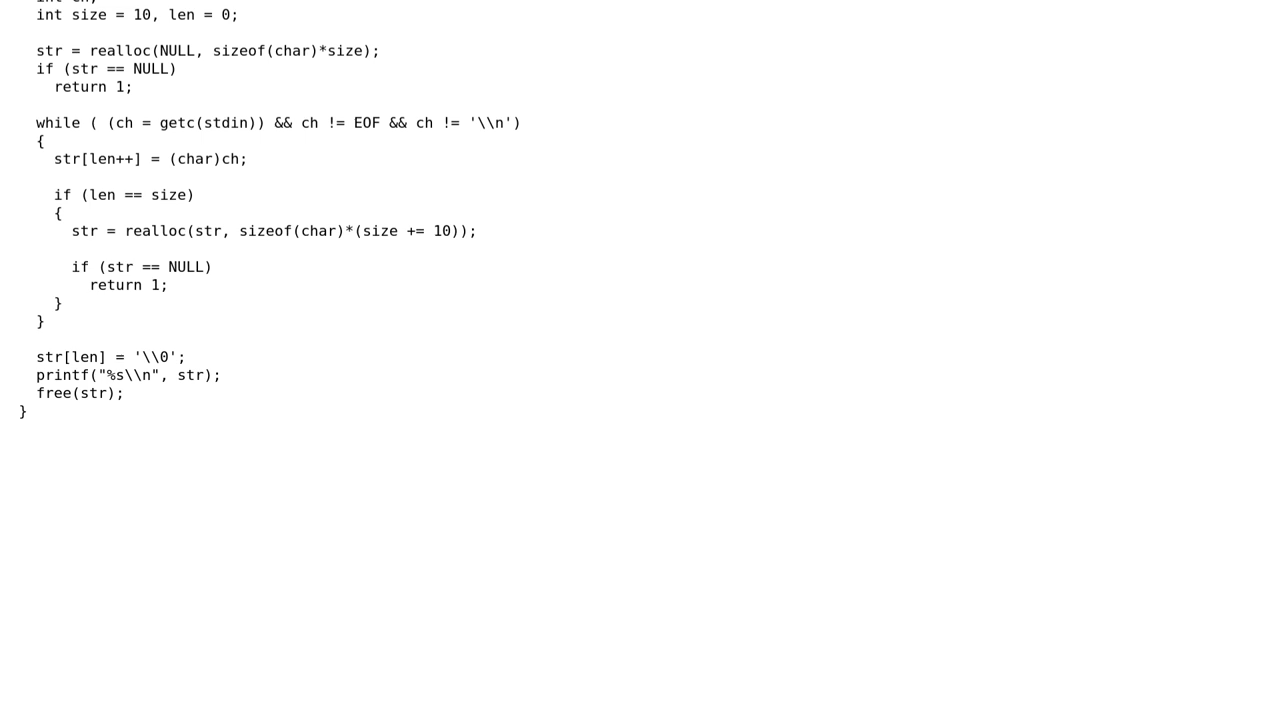 int size = 10, len = 0;
str = realloc(NULL, sizeof(char)*size);
if (str == NULL)
return 1;
while ( (ch = getc(stdin)) && ch != EOF && ch != '\\n')
{
str[len++] = (char)ch;
if (len == size)
{
str = realloc(str, sizeof(char)*(size += 10));
if (str == NULL)
return 1;
}
}
str[len] = '\\0';
printf("%s\\n", str);
free(str);
}